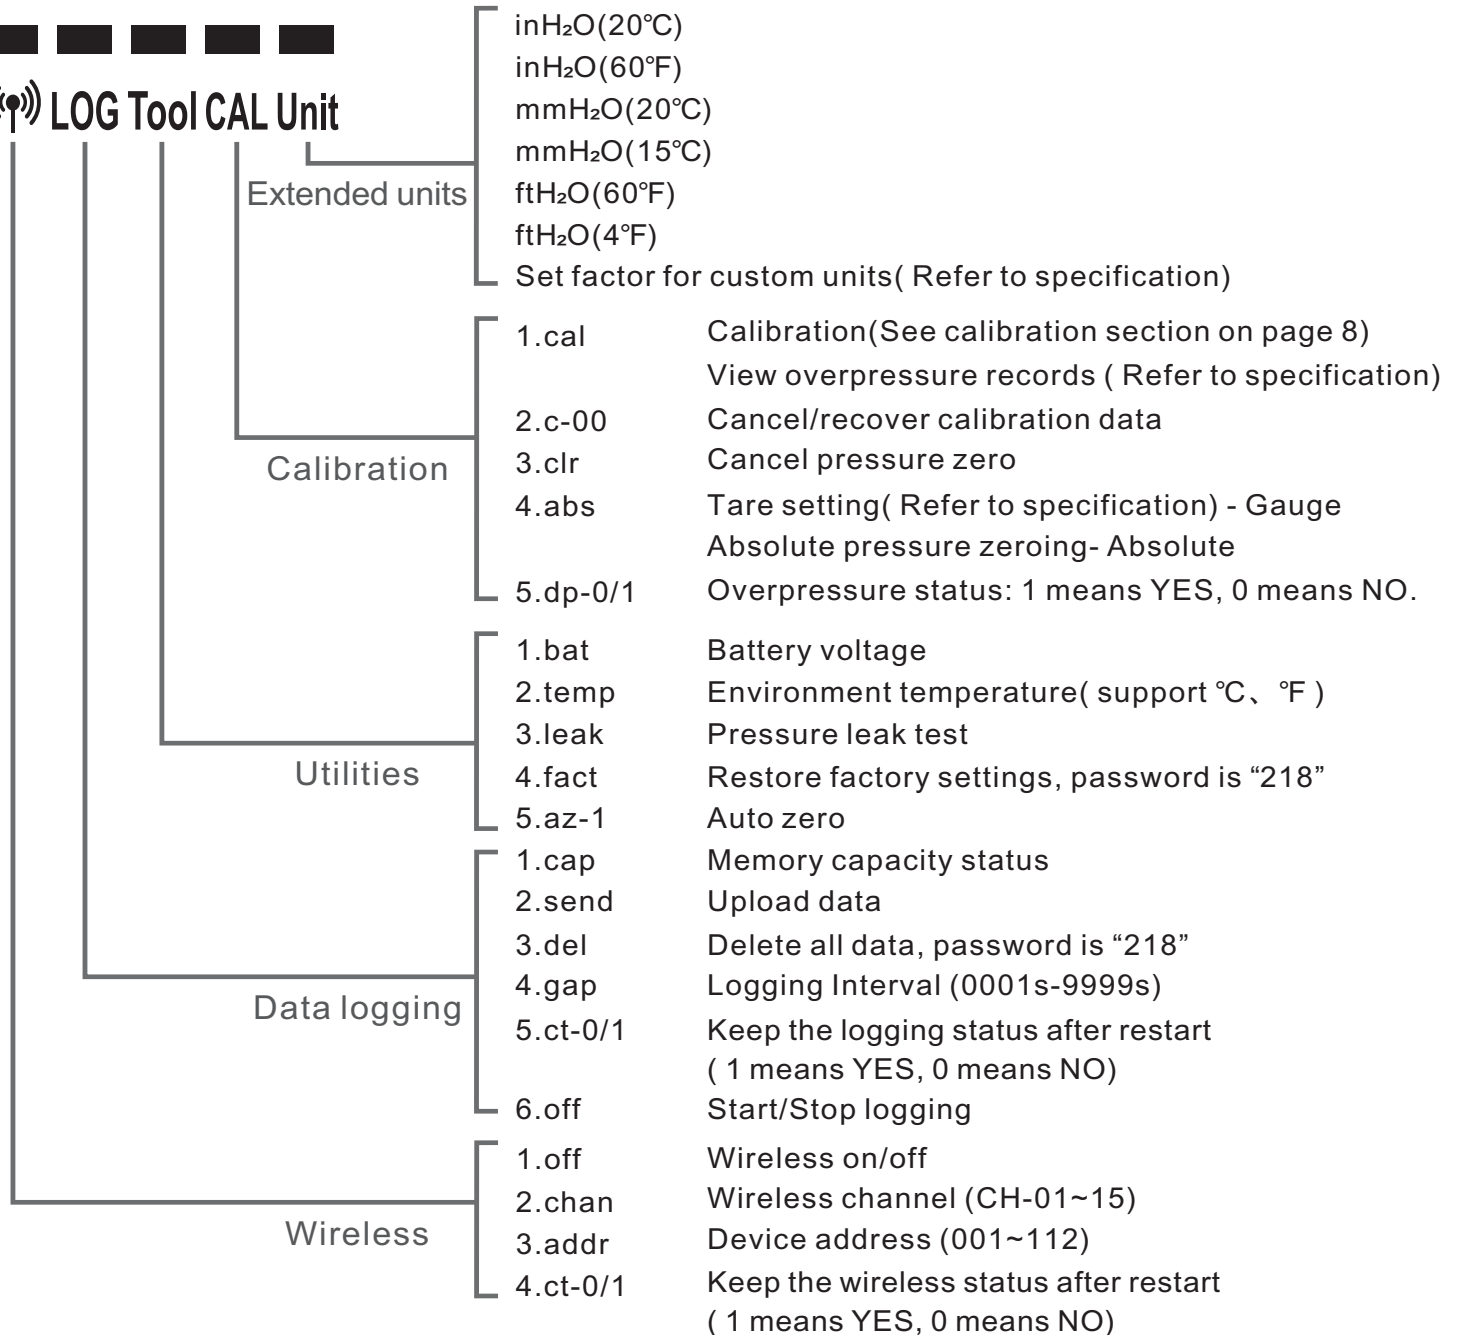 LOG Tool CAL Unit
Extended units
inH₂O(20℃)
inH₂O(60℉)
mmH₂O(20℃)
mmH₂O(15℃)
ftH₂O(60℉)
ftH₂O(4℉)
Set factor for custom units( Refer to specification)
Calibration
1.cal Calibration(See calibration section on page 8)
View overpressure records ( Refer to specification)
2.c-00 Cancel/recover calibration data
3.clr Cancel pressure zero
4.abs Tare setting( Refer to specification) - Gauge
Absolute pressure zeroing- Absolute
5.dp-0/1 Overpressure status: 1 means YES, 0 means NO.
Utilities
1.bat Battery voltage
2.temp Environment temperature( support ℃、℉ )
3.leak Pressure leak test
4.fact Restore factory settings, password is “218”
5.az-1 Auto zero
Data logging
1.cap Memory capacity status
2.send Upload data
3.del Delete all data, password is “218”
4.gap Logging Interval (0001s-9999s)
5.ct-0/1 Keep the logging status after restart
( 1 means YES, 0 means NO)
6.off Start/Stop logging
Wireless
1.off Wireless on/off
2.chan Wireless channel (CH-01~15)
3.addr Device address (001~112)
4.ct-0/1 Keep the wireless status after restart
( 1 means YES, 0 means NO)